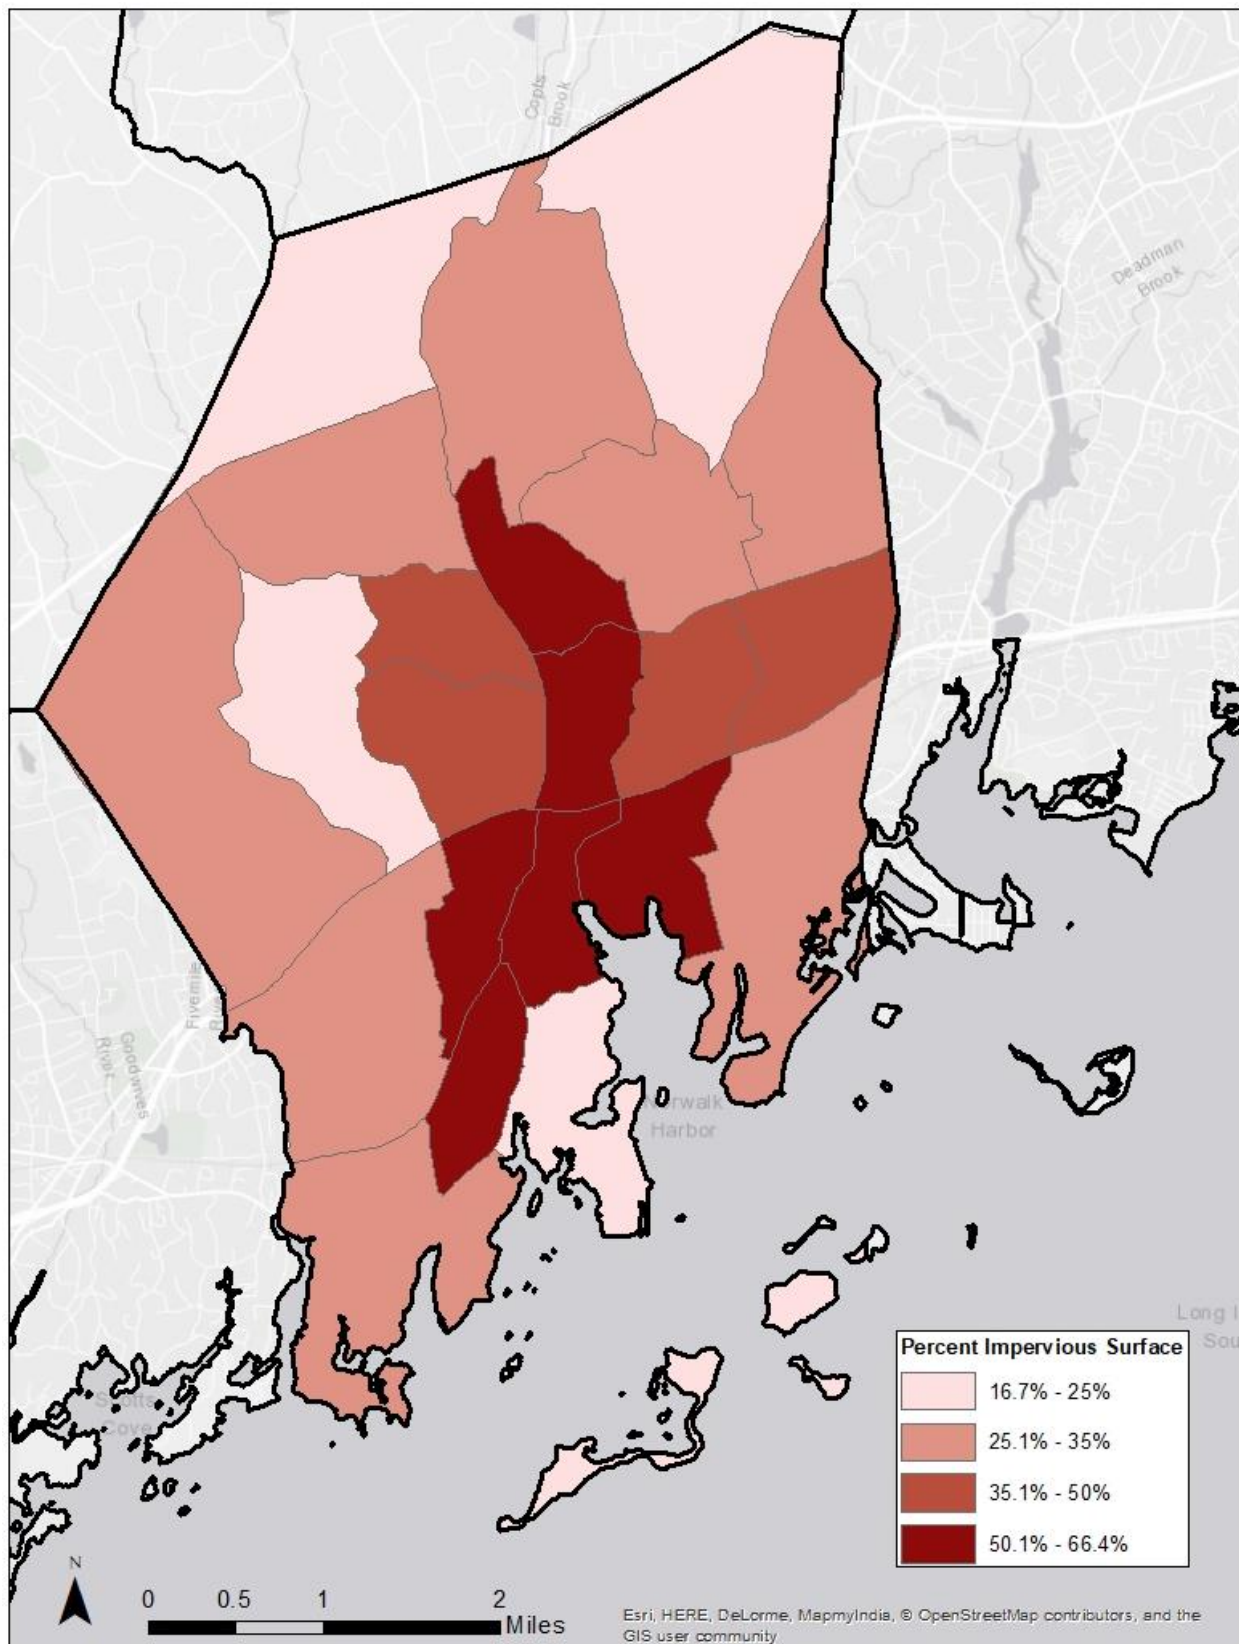 Copts
Brook
Deadman
Brook
Fivemile
Goodwives
River
Norwalk
Harbor
Long I
Sou
Scotts
Cove
Percent Impervious Surface
16.7% - 25%
25.1% - 35%
35.1% - 50%
50.1% - 66.4%
N
0 0.5 1 2
Miles
Esri, HERE, DeLorme, MapmyIndia, © OpenStreetMap contributors, and the
GIS user community